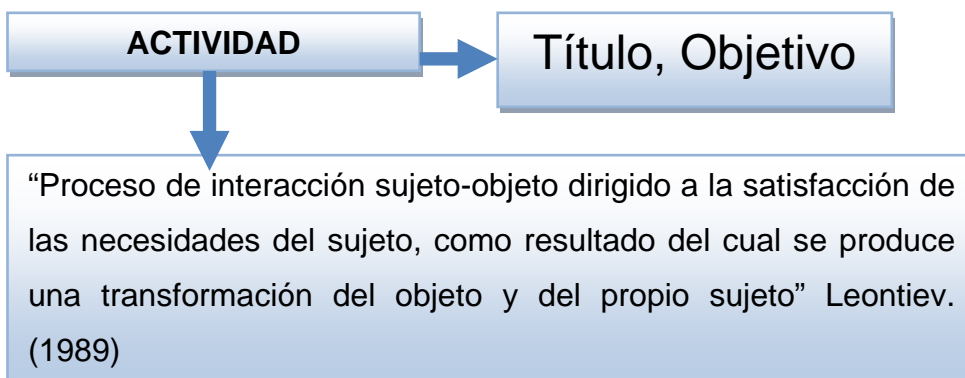 ACTIVIDAD
Título, Objetivo
“Proceso de interacción sujeto-objeto dirigido a la satisfacción de
las necesidades del sujeto, como resultado del cual se produce
una transformación del objeto y del propio sujeto” Leontiev.
(1989)